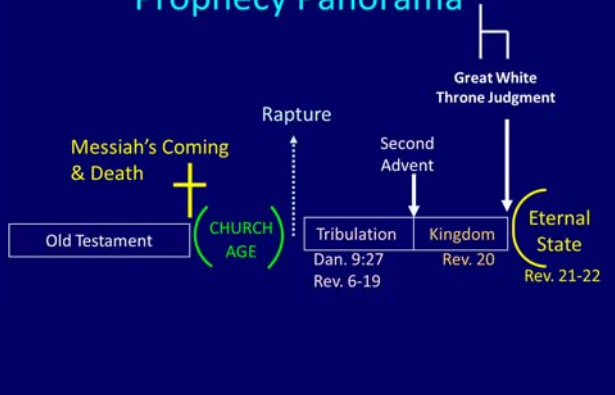 Prophecy Panorama
Great White
Throne Judgment
Rapture
Second
Advent
Messiah's Coming
& Death
Old Testament
CHURCH
AGE
Tribulation
Kingdom
Eternal
State
Dan. 9:27
Rev. 6-19
Rev. 20
Rev. 21-22